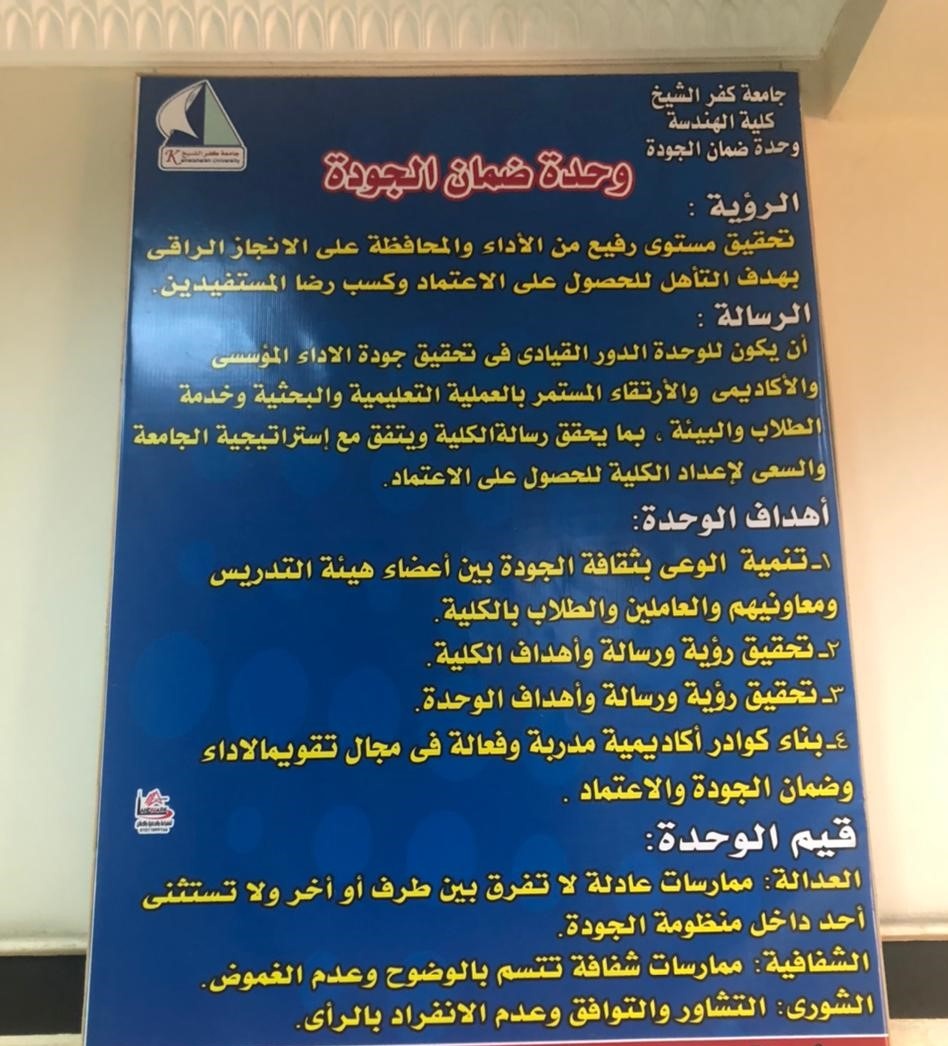 جامعة كفر الشيخ
كلية الهندسة
وحدة ضمان الجودة
جامعة كفر الشيخ
Kafrelsheikh University
وحدة ضمان الجودة
الرؤية :
تحقيق مستوى رفيع من الأداء والمحافظة على الانجاز الراقى
بهدف التأهل للحصول على الاعتماد وكسب رضا المستفيدين.
الرسالة :
أن يكون للوحدة الدور القيادى فى تحقيق جودة الاداء المؤسسى
والأكاديمى والأرتقاء المستمر بالعملية التعليمية والبحثية وخدمة
الطلاب والبيئة ، بما يحقق رسالةالكلية ويتفق مع إستراتيجية الجامعة
والسعى لإعداد الكلية للحصول على الاعتماد.
أهداف الوحدة:
١ـ تنمية الوعى بثقافة الجودة بين أعضاء هيئة التدريس
ومعاونيهم والعاملين والطلاب بالكلية.
٢ـ تحقيق رؤية ورسالة وأهداف الكلية.
٣ـ تحقيق رؤية ورسالة وأهداف الوحدة.
٤ـ بناء كوادر أكاديمية مدربة وفعالة فى مجال تقويمالاداء
وضمان الجودة والاعتماد .
قيم الوحدة:
العدالة: ممارسات عادلة لا تفرق بين طرف أو أخر ولا تستثنى
أحد داخل منظومة الجودة.
الشفافية: ممارسات شفافة تتسم بالوضوح وعدم الغموض.
الشورى: التشاور والتوافق وعدم الانفراد بالرأى.